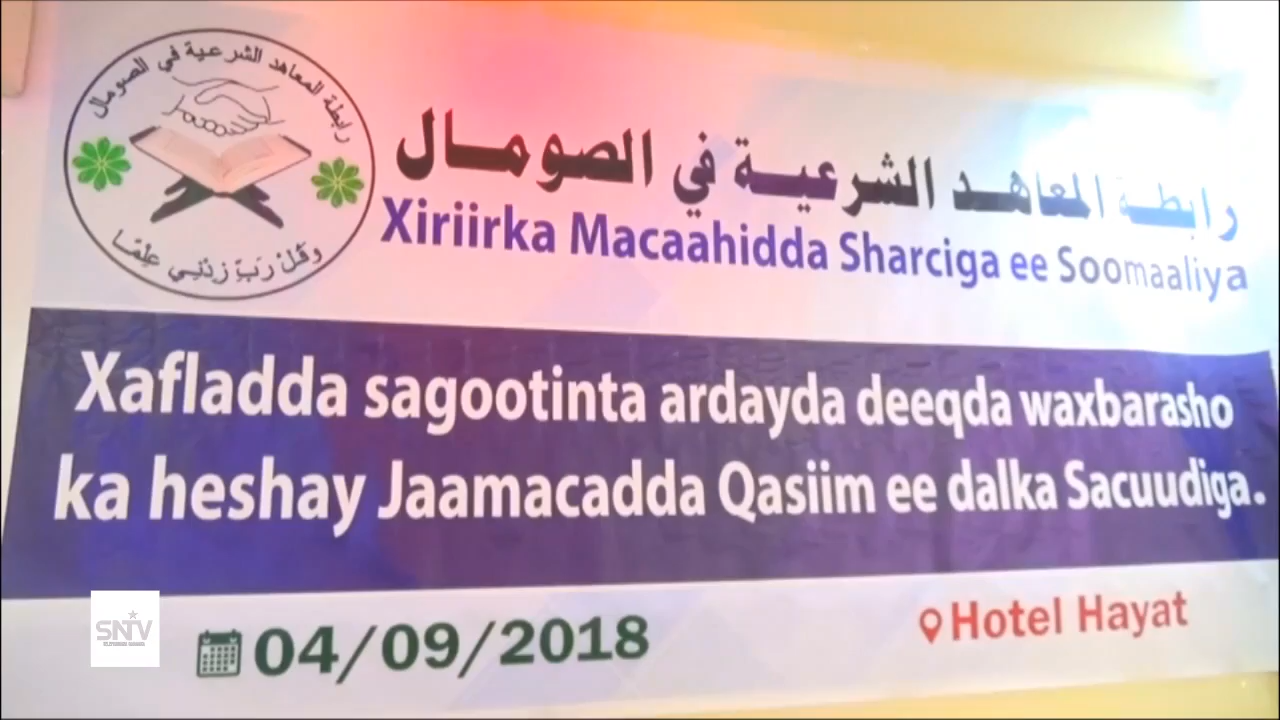 رابطة المعاهد الشرعية في الصومال
وَقُلْ رَبِّ زِدْنِي عِلْمًا
رابطة المعاهد الشرعية في الصومال
Xiriirka Macaahidda Sharciga ee Soomaaliya
Xafladda sagootinta ardayda deeqda waxbarasho
ka heshay Jaamacadda Qasiim ee dalka Sacuudiga.
04/09/2018
Hotel Hayat
SNTV